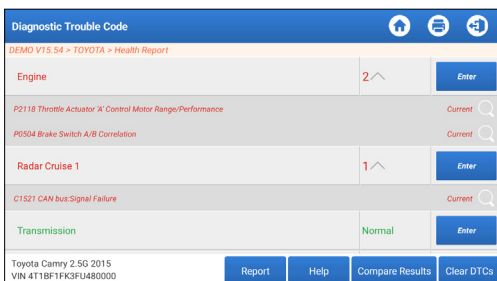 Diagnostic Trouble Code
DEMO V15.54 > TOYOTA > Health Report
Engine 2 Enter
P2118 Throttle Actuator 'A' Control Motor Range/Performance Current
P0504 Brake Switch A/B Correlation Current
Radar Cruise 1 1 Enter
C1521 CAN bus:Signal Failure Current
Transmission Normal Enter
Toyota Camry 2.5G 2015
VIN 4T1BF1FK3FU480000
Report Help Compare Results Clear DTCs